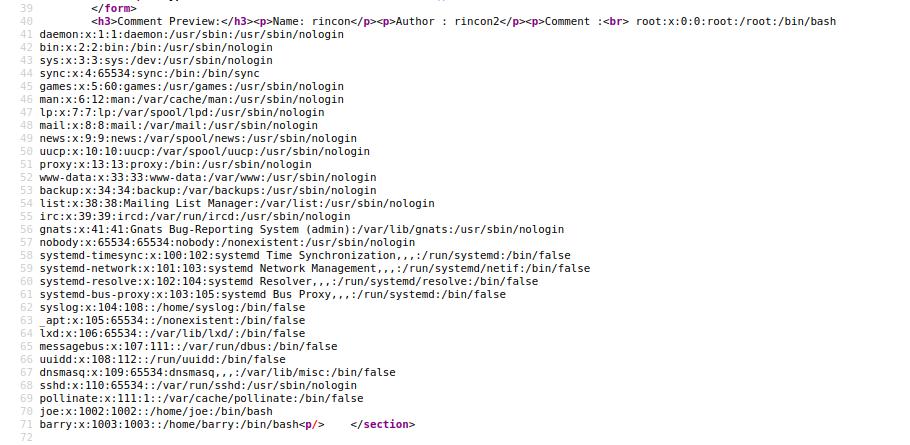 39 </form>
40 <h3>Comment Preview:</h3><p>Name: rincon</p><p>Author : rincon2</p><p>Comment :<br> root:x:0:0:root:/root:/bin/bash
41 daemon:x:1:1:daemon:/usr/sbin:/usr/sbin/nologin
42 bin:x:2:2:bin:/bin:/usr/sbin/nologin
43 sys:x:3:3:sys:/dev:/usr/sbin/nologin
44 sync:x:4:65534:sync:/bin:/bin/sync
45 games:x:5:60:games:/usr/games:/usr/sbin/nologin
46 man:x:6:12:man:/var/cache/man:/usr/sbin/nologin
47 lp:x:7:7:lp:/var/spool/lpd:/usr/sbin/nologin
48 mail:x:8:8:mail:/var/mail:/usr/sbin/nologin
49 news:x:9:9:news:/var/spool/news:/usr/sbin/nologin
50 uucp:x:10:10:uucp:/var/spool/uucp:/usr/sbin/nologin
51 proxy:x:13:13:proxy:/bin:/usr/sbin/nologin
52 www-data:x:33:33:www-data:/var/www:/usr/sbin/nologin
53 backup:x:34:34:backup:/var/backups:/usr/sbin/nologin
54 list:x:38:38:Mailing List Manager:/var/list:/usr/sbin/nologin
55 irc:x:39:39:ircd:/var/run/ircd:/usr/sbin/nologin
56 gnats:x:41:41:Gnats Bug-Reporting System (admin):/var/lib/gnats:/usr/sbin/nologin
57 nobody:x:65534:65534:nobody:/nonexistent:/usr/sbin/nologin
58 systemd-timesync:x:100:102:systemd Time Synchronization,,,:/run/systemd:/bin/false
59 systemd-network:x:101:103:systemd Network Management,,,:/run/systemd/netif:/bin/false
60 systemd-resolve:x:102:104:systemd Resolver,,,:/run/systemd/resolve:/bin/false
61 systemd-bus-proxy:x:103:105:systemd Bus Proxy,,,:/run/systemd:/bin/false
62 syslog:x:104:108::/home/syslog:/bin/false
63 _apt:x:105:65534::/nonexistent:/bin/false
64 lxd:x:106:65534::/var/lib/lxd/:/bin/false
65 messagebus:x:107:111::/var/run/dbus:/bin/false
66 uuidd:x:108:112::/run/uuidd:/bin/false
67 dnsmasq:x:109:65534:dnsmasq,,,:/var/lib/misc:/bin/false
68 sshd:x:110:65534::/var/run/sshd:/usr/sbin/nologin
69 pollinate:x:111:1::/var/cache/pollinate:/bin/false
70 joe:x:1002:1002::/home/joe:/bin/bash
71 barry:x:1003:1003::/home/barry:/bin/bash<p/> </section>
72